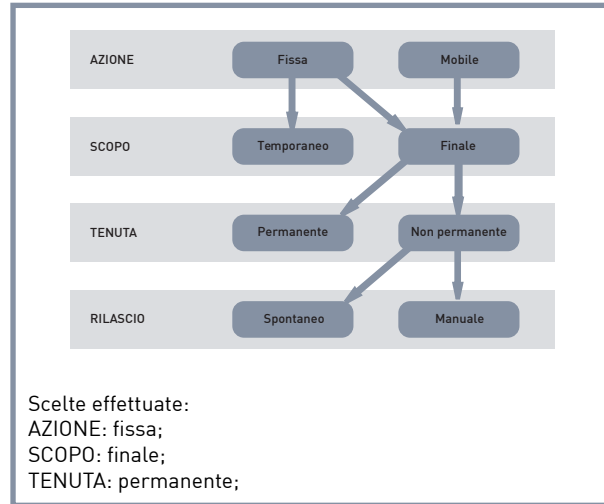 AZIONE Fissa Mobile
SCOPO Temporaneo Finale
TENUTA Permanente Non permanente
RILASCIO Spontaneo Manuale
Scelte effettuate:
AZIONE: fissa;
SCOPO: finale;
TENUTA: permanente;